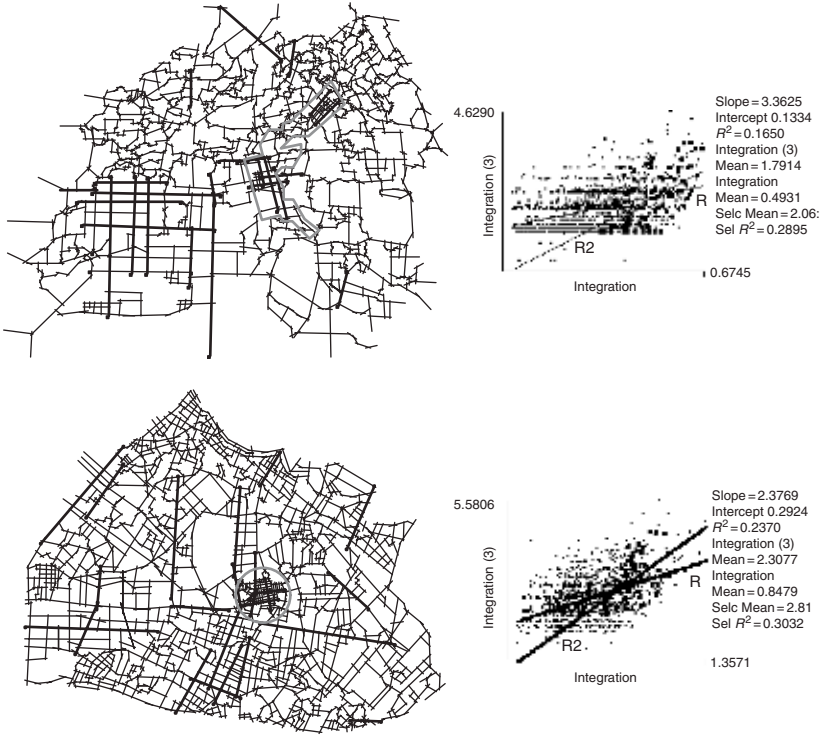 4.6290
Integration (3)
R
R2
0.6745
Integration
Slope = 3.3625
Intercept 0.1334
R² = 0.1650
Integration (3)
Mean = 1.7914
Integration
Mean = 0.4931
Selc Mean = 2.06:
Sel R² = 0.2895
5.5806
Integration (3)
R
R2
1.3571
Integration
Slope = 2.3769
Intercept 0.2924
R² = 0.2370
Integration (3)
Mean = 2.3077
Integration
Mean = 0.8479
Selc Mean = 2.81
Sel R² = 0.3032